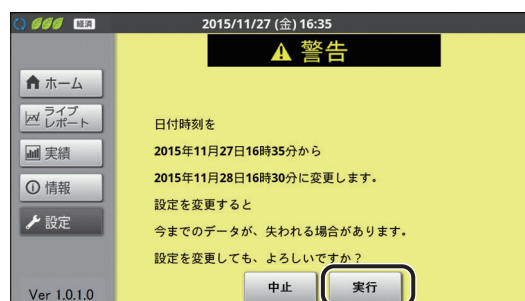 経済 2015/11/27 (金) 16:35
警告
ホーム
ライブ
レポート
実績
情報
設定
日付時刻を
2015年11月27日16時35分から
2015年11月28日16時30分に変更します。
設定を変更すると
今までのデータが、失われる場合があります。
設定を変更しても、よろしいですか？
中止 実行
Ver 1.0.1.0